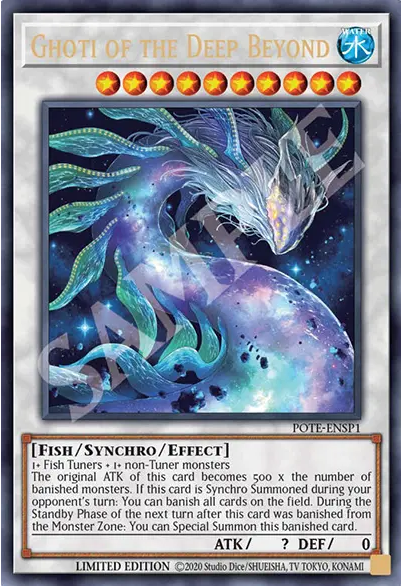 GHOTI OF THE DEEP BEYOND
WATER
水
SAMPLE
POTE-ENSP1
[FISH/SYNCHRO/EFFECT]
1+ Fish Tuners + 1+ non-Tuner monsters
The original ATK of this card becomes 500 x the number of
banished monsters. If this card is Synchro Summoned during your
opponent's turn: You can banish all cards on the field. During the
Standby Phase of the next turn after this card was banished from
the Monster Zone: You can Special Summon this banished card.
ATK/ ? DEF/ 0
LIMITED EDITION ©2020 Studio Dice/SHUEISHA, TV TOKYO, KONAMI